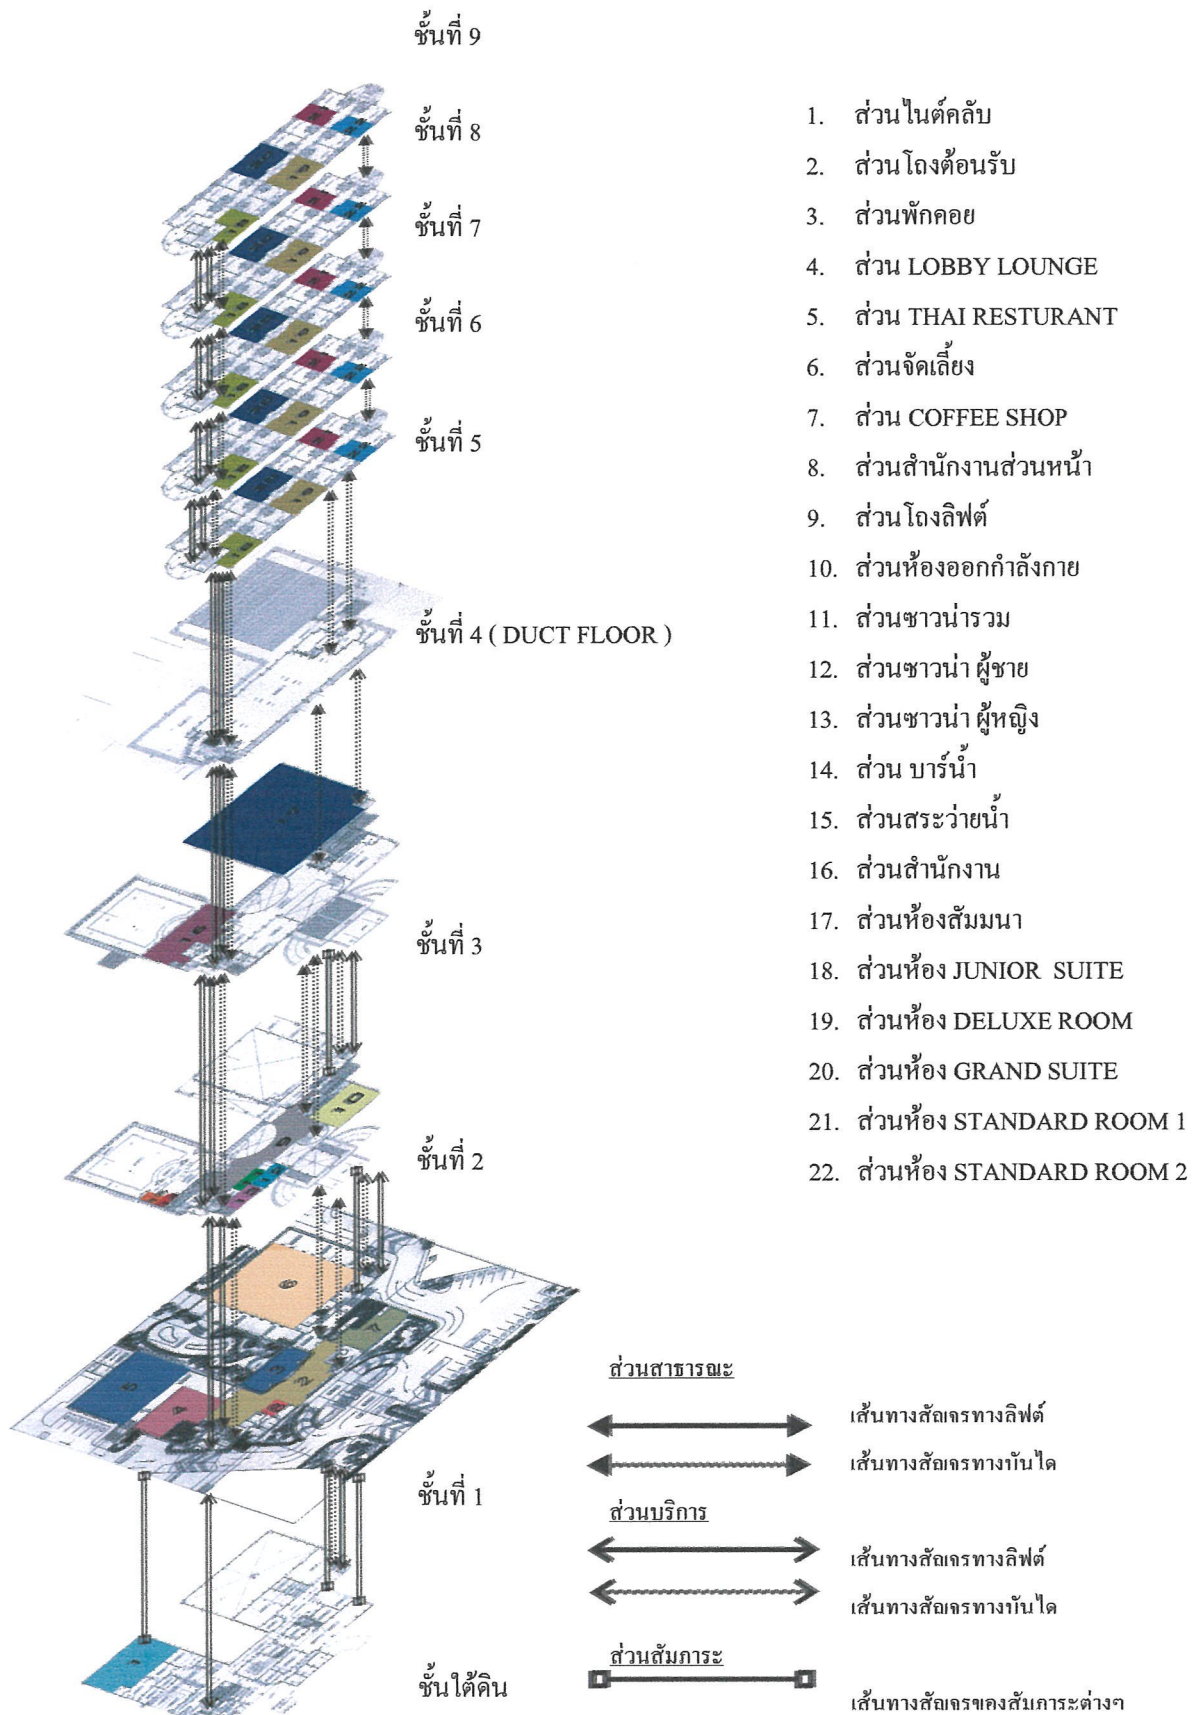 ชั้นที่ 9
ชั้นที่ 8
ชั้นที่ 7
ชั้นที่ 6
ชั้นที่ 5
ชั้นที่ 4 ( DUCT FLOOR )
ชั้นที่ 3
ชั้นที่ 2
ชั้นที่ 1
ชั้นใต้ดิน
1. ส่วนไนต์คลับ
2. ส่วนโถงต้อนรับ
3. ส่วนพักคอย
4. ส่วน LOBBY LOUNGE
5. ส่วน THAI RESTURANT
6. ส่วนจัดเลี้ยง
7. ส่วน COFFEE SHOP
8. ส่วนสำนักงานส่วนหน้า
9. ส่วนโถงลิฟต์
10. ส่วนห้องออกกำลังกาย
11. ส่วนซาวน่ารวม
12. ส่วนซาวน่า ผู้ชาย
13. ส่วนซาวน่า ผู้หญิง
14. ส่วน บาร์น้ำ
15. ส่วนสระว่ายน้ำ
16. ส่วนสำนักงาน
17. ส่วนห้องสัมมนา
18. ส่วนห้อง JUNIOR SUITE
19. ส่วนห้อง DELUXE ROOM
20. ส่วนห้อง GRAND SUITE
21. ส่วนห้อง STANDARD ROOM 1
22. ส่วนห้อง STANDARD ROOM 2
ส่วนสาธารณะ
เส้นทางสัญจรทางลิฟต์
เส้นทางสัญจรทางบันได
ส่วนบริการ
เส้นทางสัญจรทางลิฟต์
เส้นทางสัญจรทางบันได
ส่วนสัมภาระ
เส้นทางสัญจรของสัมภาระต่างๆ